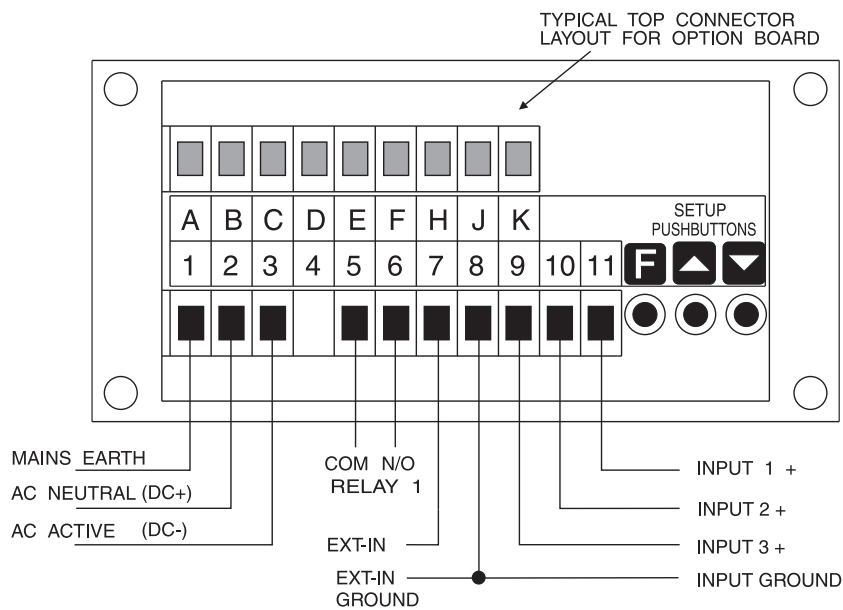 TYPICAL TOP CONNECTOR
LAYOUT FOR OPTION BOARD
A B C D E F H J K
SETUP
PUSHBUTTONS
1 2 3 4 5 6 7 8 9 10 11 F
MAINS EARTH
AC NEUTRAL (DC+)
AC ACTIVE (DC-)
COM N/O
RELAY 1
EXT-IN
EXT-IN
GROUND
INPUT 1 +
INPUT 2 +
INPUT 3 +
INPUT GROUND